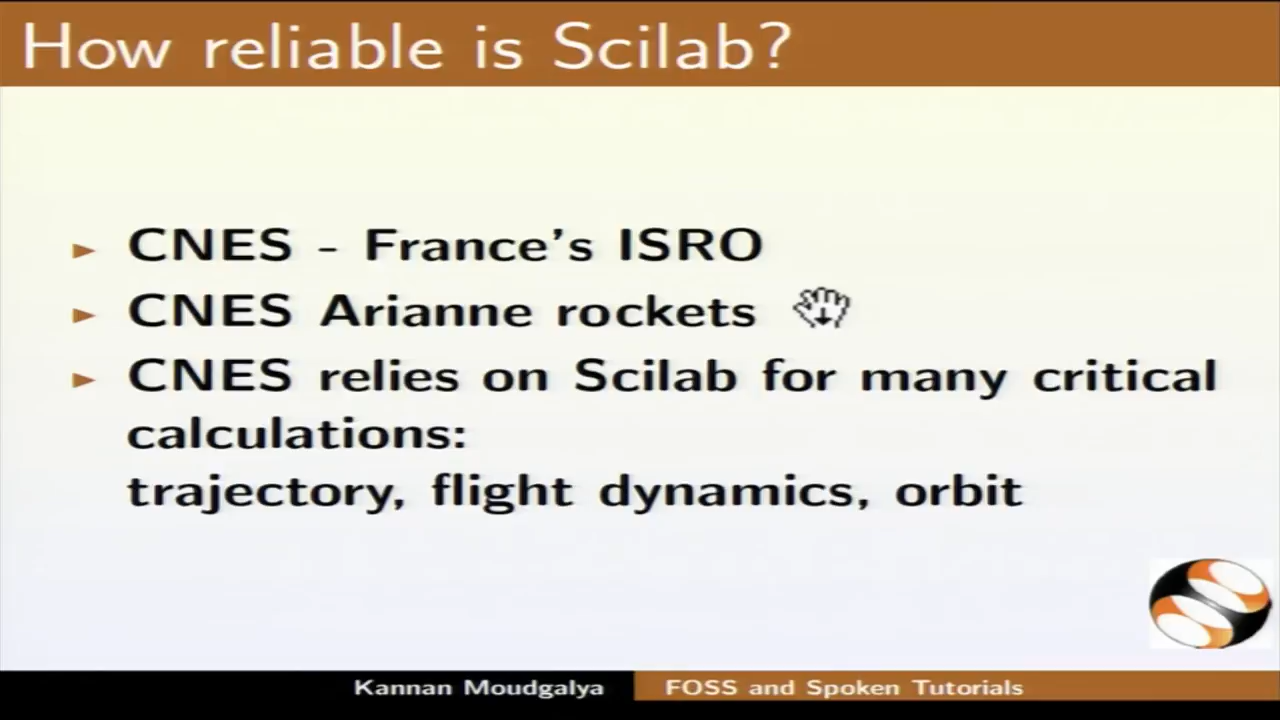 How reliable is Scilab?
► CNES - France's ISRO
► CNES Arianne rockets
► CNES relies on Scilab for many critical
calculations:
trajectory, flight dynamics, orbit
Kannan Moudgalya
FOSS and Spoken Tutorials